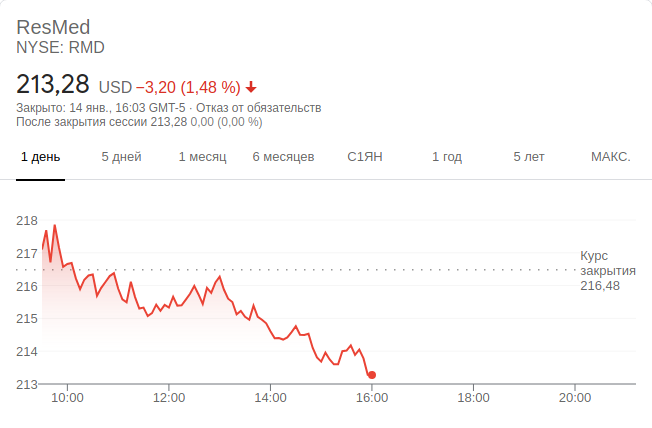 ResMed
NYSE: RMD
213,28 USD −3,20 (1,48 %)
Закрыто: 14 янв., 16:03 GMT-5 · Отказ от обязательств
После закрытия сессии 213,28 0,00 (0,00 %)
1 день 5 дней 1 месяц 6 месяцев С1ЯН 1 год 5 лет МАКС.
218
217
216
215
214
213
Курс
закрытия
216,48
10:00 12:00 14:00 16:00 18:00 20:00